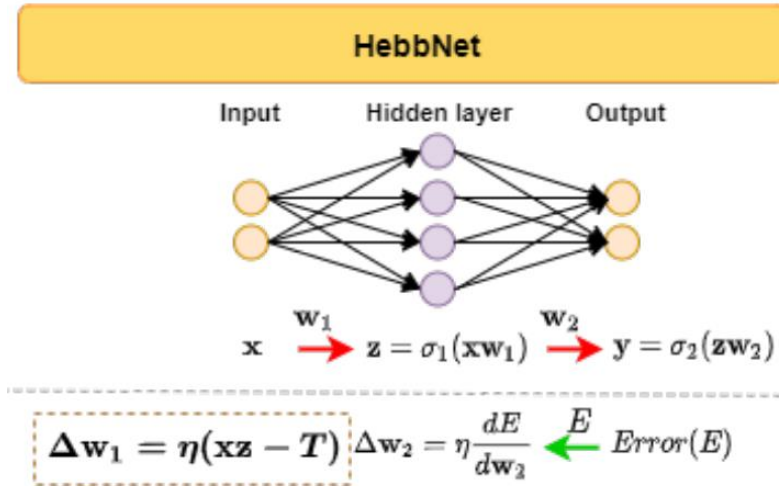 HebbNet
Input Hidden layer Output
w₁ w₂
x z = σ₁(xw₁) y = σ₂(zw₂)
Δw₁ = η(xz − T) Δw₂ = η dE/dw₂ E Error(E)